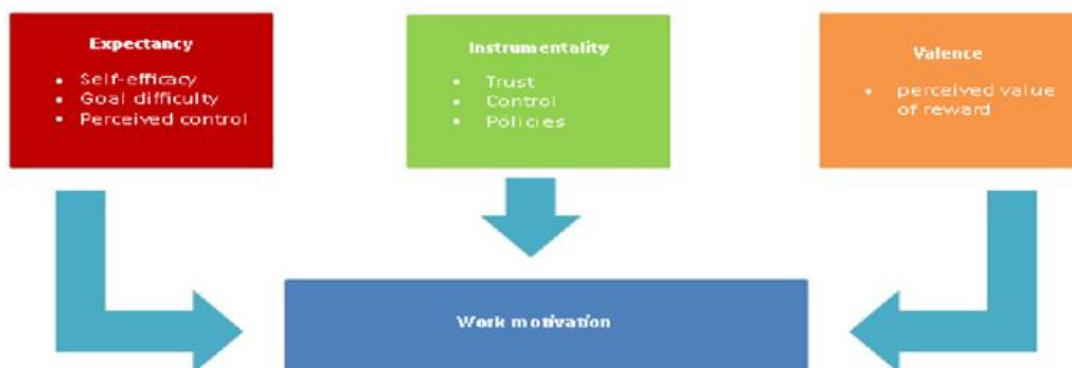 Expectancy
• Self-efficacy
• Goal difficulty
• Perceived control
Instrumentality
• Trust
• Control
• Policies
Valence
• perceived value
of reward
Work motivation